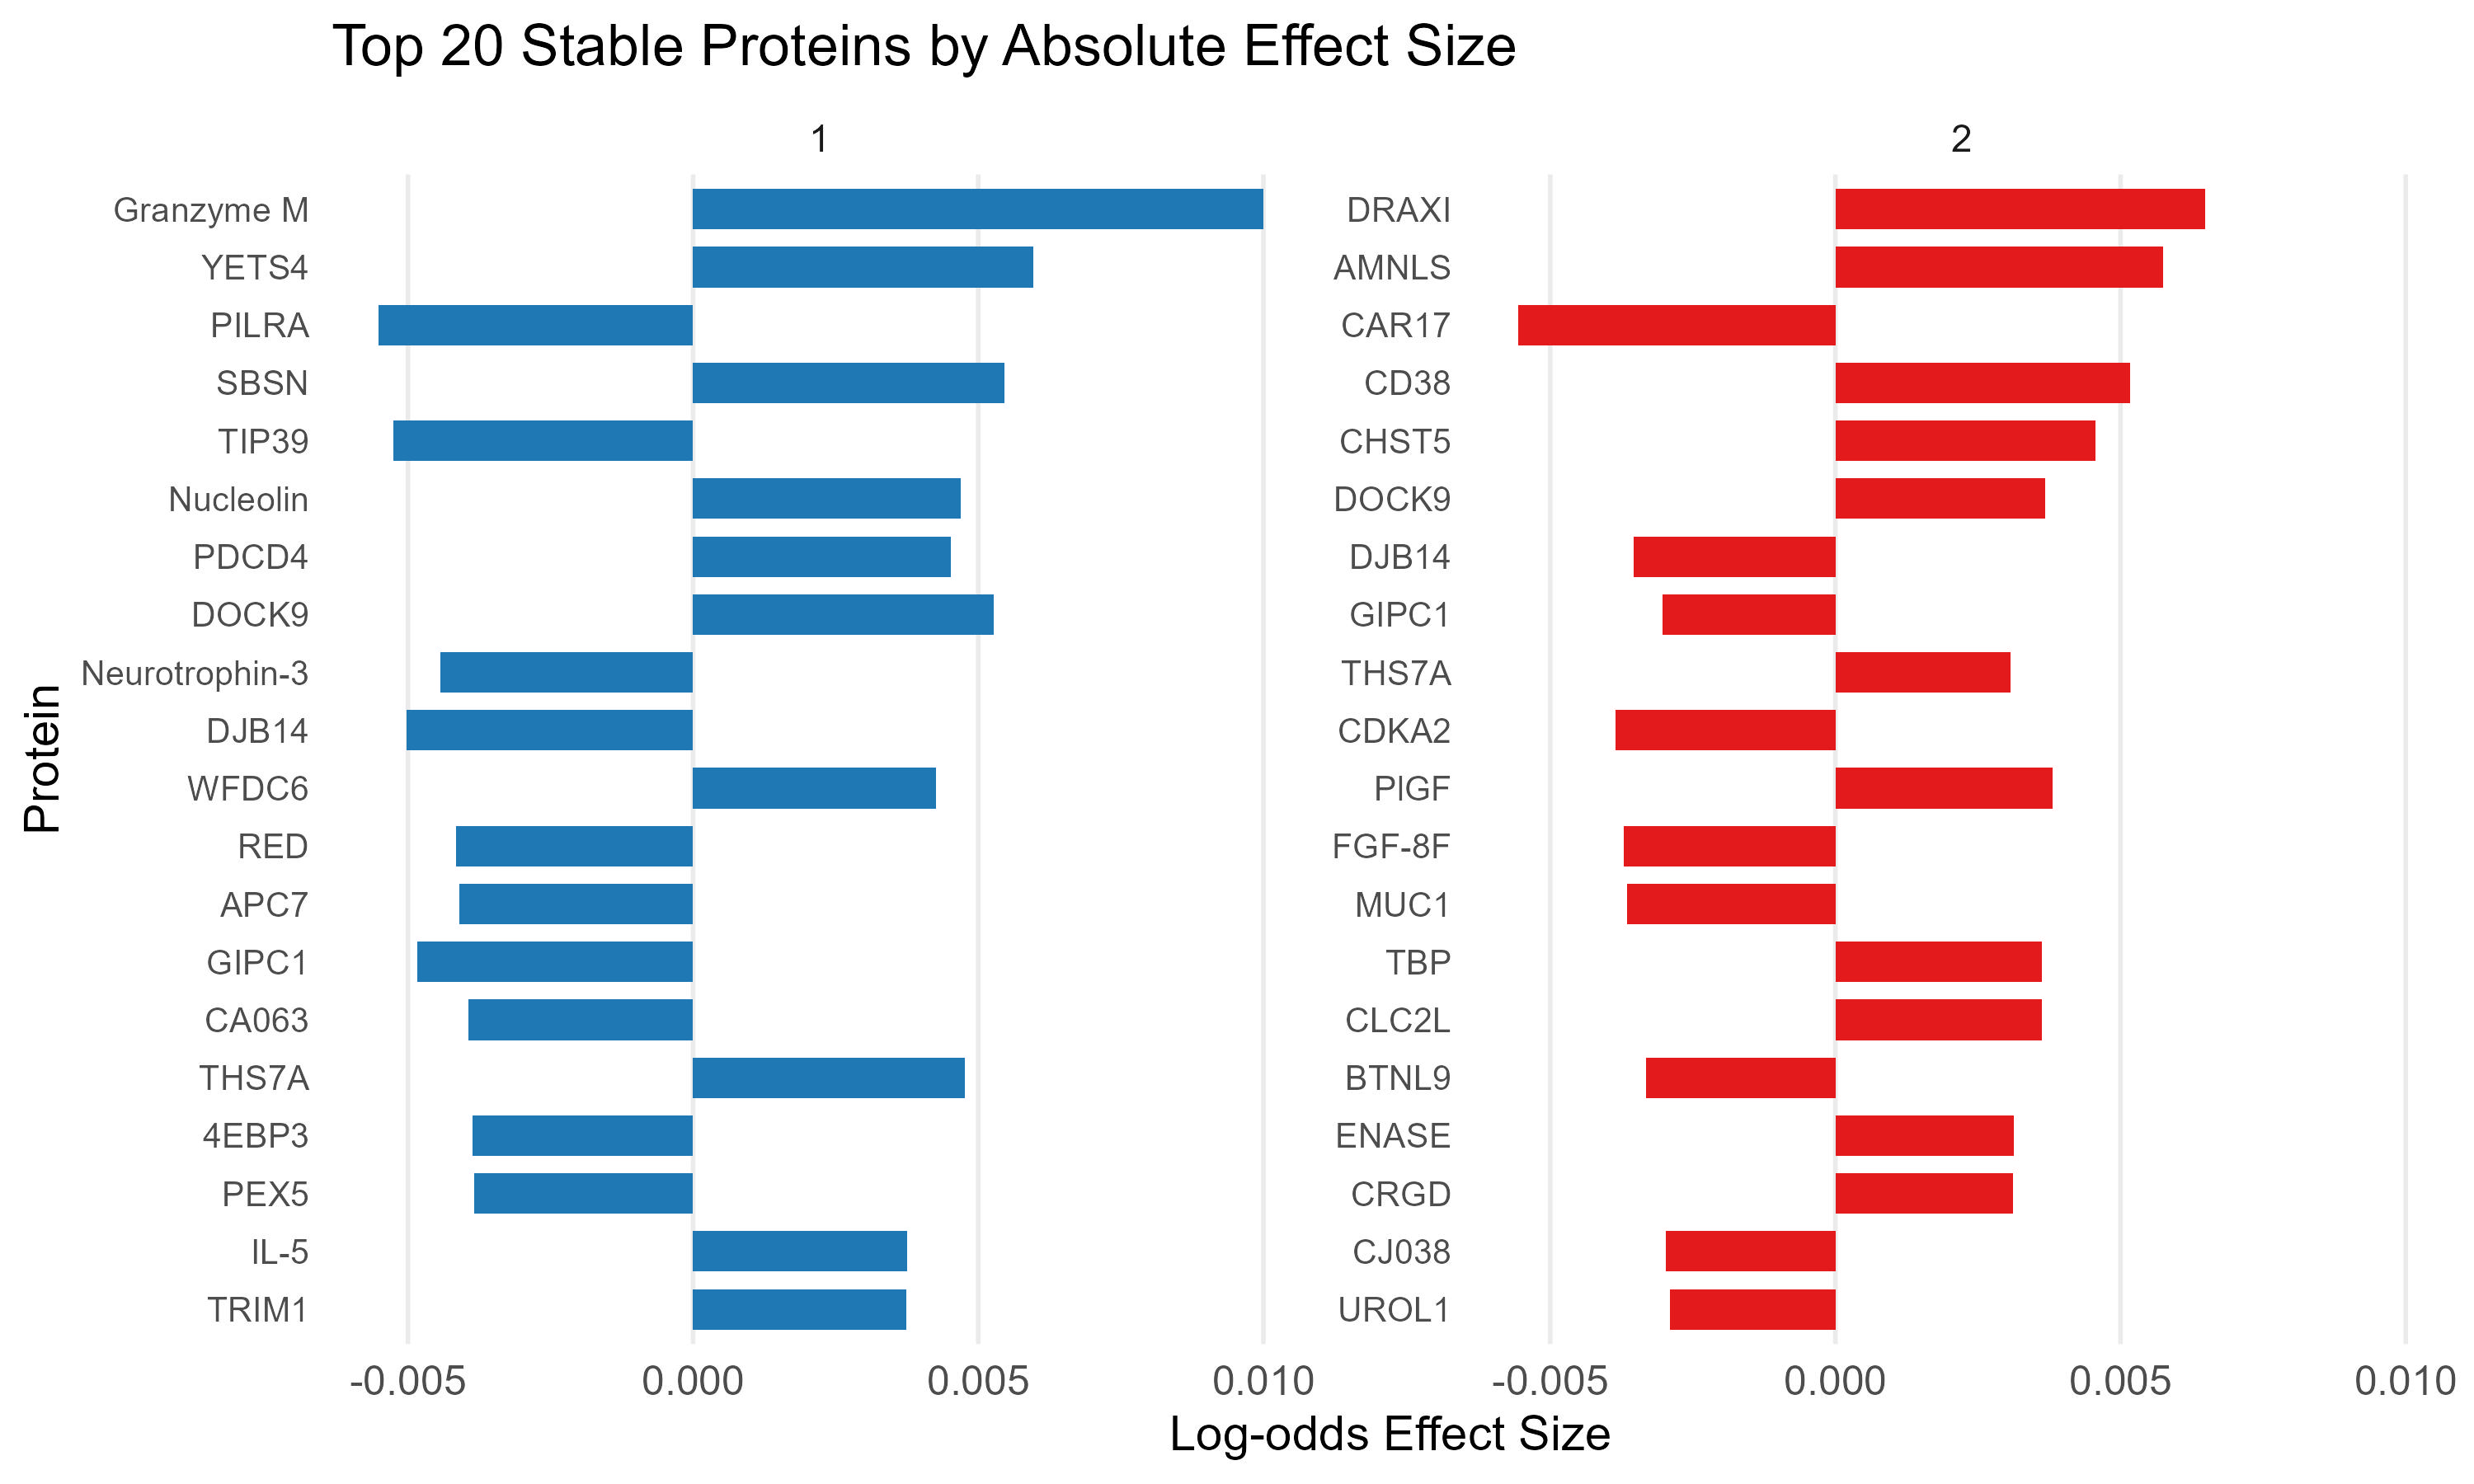 Top 20 Stable Proteins by Absolute Effect Size
1
Granzyme M
YETS4
PILRA
SBSN
TIP39
Nucleolin
PDCD4
DOCK9
Neurotrophin-3
DJB14
WFDC6
RED
APC7
GIPC1
CA063
THS7A
4EBP3
PEX5
IL-5
TRIM1
-0.005 0.000 0.005 0.010
2
DRAXI
AMNLS
CAR17
CD38
CHST5
DOCK9
DJB14
GIPC1
THS7A
CDKA2
PlGF
FGF-8F
MUC1
TBP
CLC2L
BTNL9
ENASE
CRGD
CJ038
UROL1
-0.005 0.000 0.005 0.010
Log-odds Effect Size
Protein